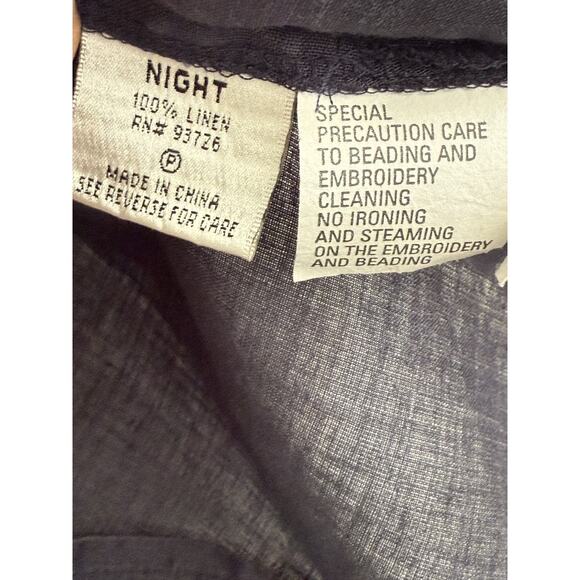 NIGHT
100% LINEN
RN# 93726
P
MADE IN CHINA
SEE REVERSE FOR CARE
SPECIAL
PRECAUTION CARE
TO BEADING AND
EMBROIDERY
CLEANING
NO IRONING
AND STEAMING
ON THE EMBROIDERY
AND BEADING